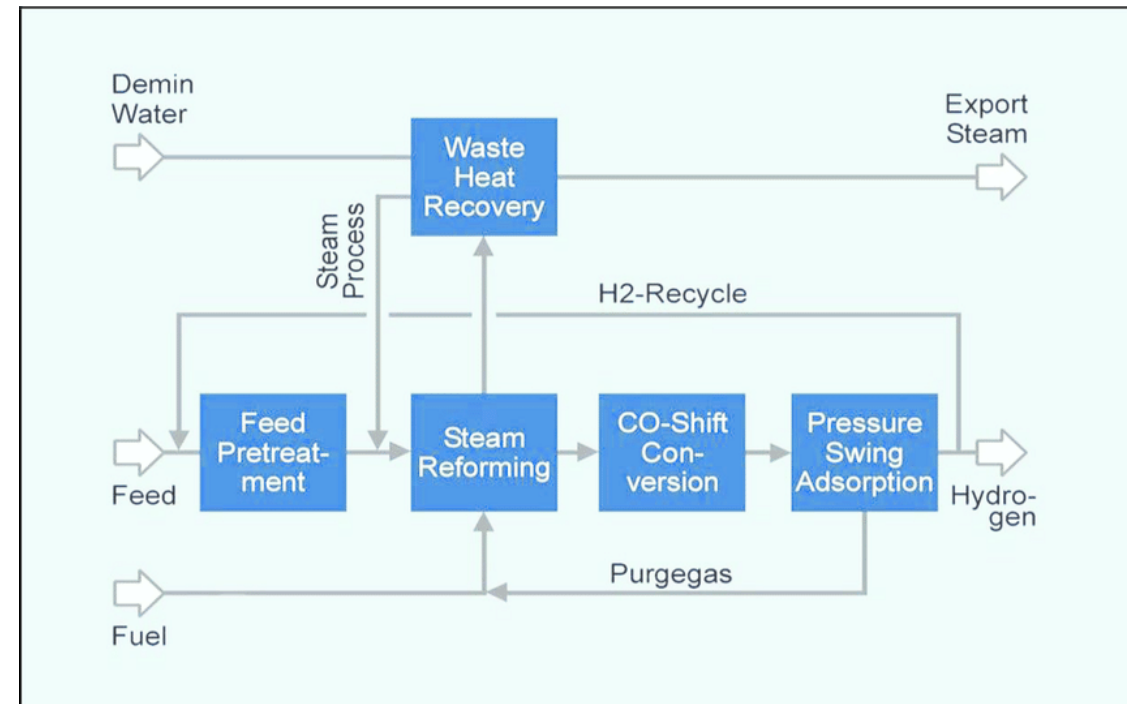 Demin
Water
Export
Steam
Waste
Heat
Recovery
Steam
Process
H2-Recycle
Feed
Pretreat-
ment
Steam
Reforming
CO-Shift
Con-
version
Pressure
Swing
Adsorption
Feed
Hydro-
gen
Purgegas
Fuel